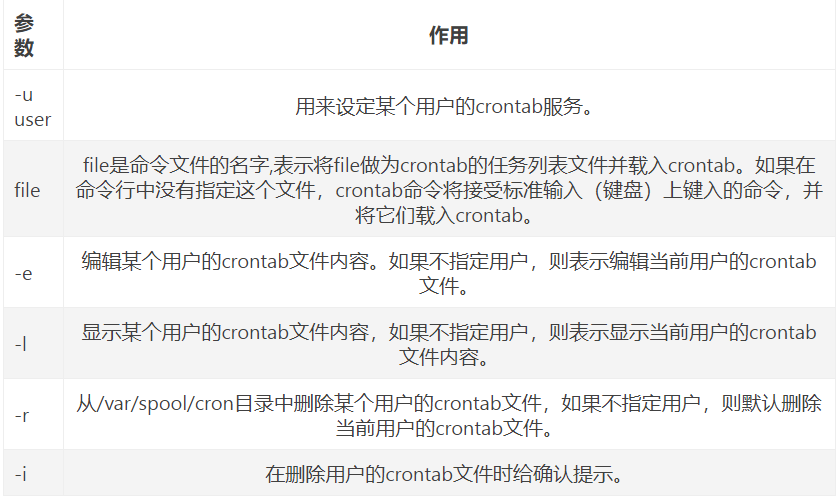 参
数
作用
-u
user
用来设定某个用户的crontab服务。
file
file是命令文件的名字,表示将file做为crontab的任务列表文件并载入crontab。如果在
命令行中没有指定这个文件，crontab命令将接受标准输入（键盘）上键入的命令，并
将它们载入crontab。
-e
编辑某个用户的crontab文件内容。如果不指定用户，则表示编辑当前用户的crontab
文件。
-l
显示某个用户的crontab文件内容，如果不指定用户，则表示显示当前用户的crontab
文件内容。
-r
从/var/spool/cron目录中删除某个用户的crontab文件，如果不指定用户，则默认删除
当前用户的crontab文件。
-i
在删除用户的crontab文件时给确认提示。